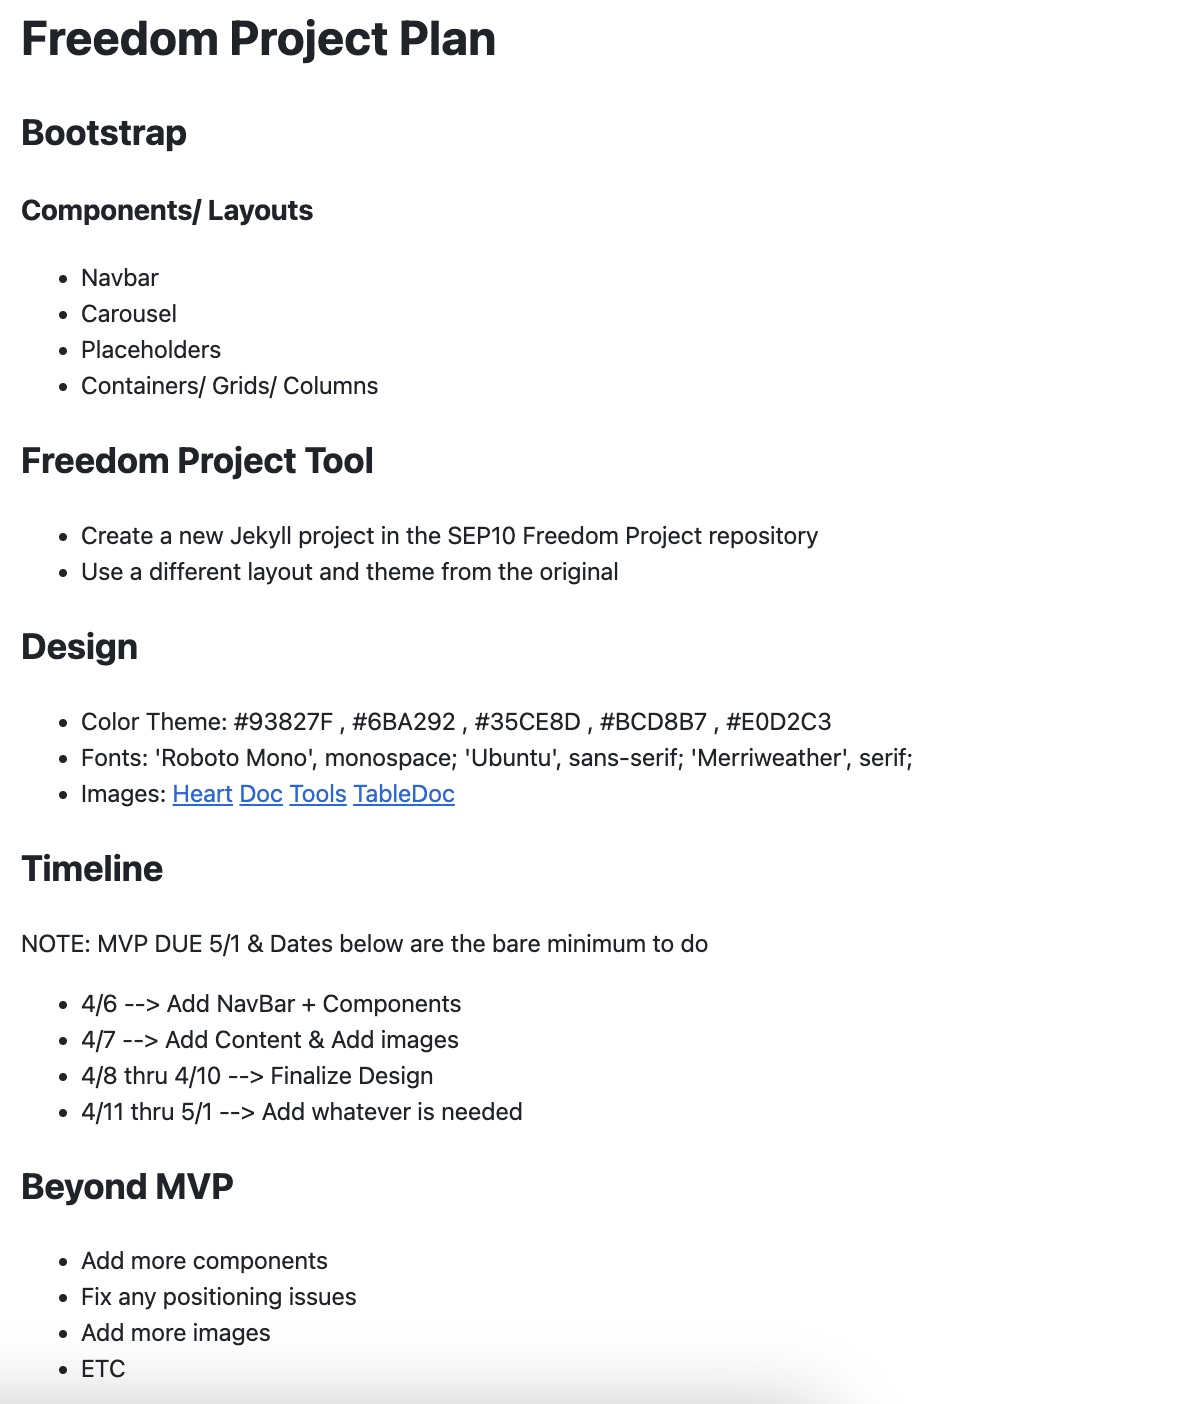 Freedom Project Plan
Bootstrap
Components/ Layouts
Navbar
Carousel
Placeholders
Containers/ Grids/ Columns
Freedom Project Tool
Create a new Jekyll project in the SEP10 Freedom Project repository
Use a different layout and theme from the original
Design
Color Theme: #93827F , #6BA292 , #35CE8D , #BCD8B7 , #E0D2C3
Fonts: 'Roboto Mono', monospace; 'Ubuntu', sans-serif; 'Merriweather', serif;
Images: Heart Doc Tools TableDoc
Timeline
NOTE: MVP DUE 5/1 & Dates below are the bare minimum to do
4/6 --> Add NavBar + Components
4/7 --> Add Content & Add images
4/8 thru 4/10 --> Finalize Design
4/11 thru 5/1 --> Add whatever is needed
Beyond MVP
Add more components
Fix any positioning issues
Add more images
ETC